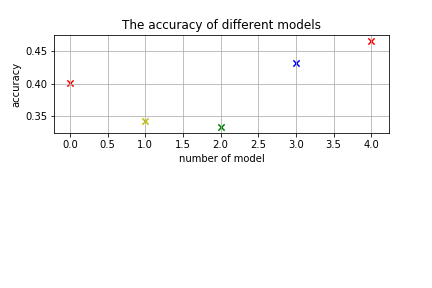 The accuracy of different models
0.45
0.40
0.35
accuracy
0.0 0.5 1.0 1.5 2.0 2.5 3.0 3.5 4.0
number of model